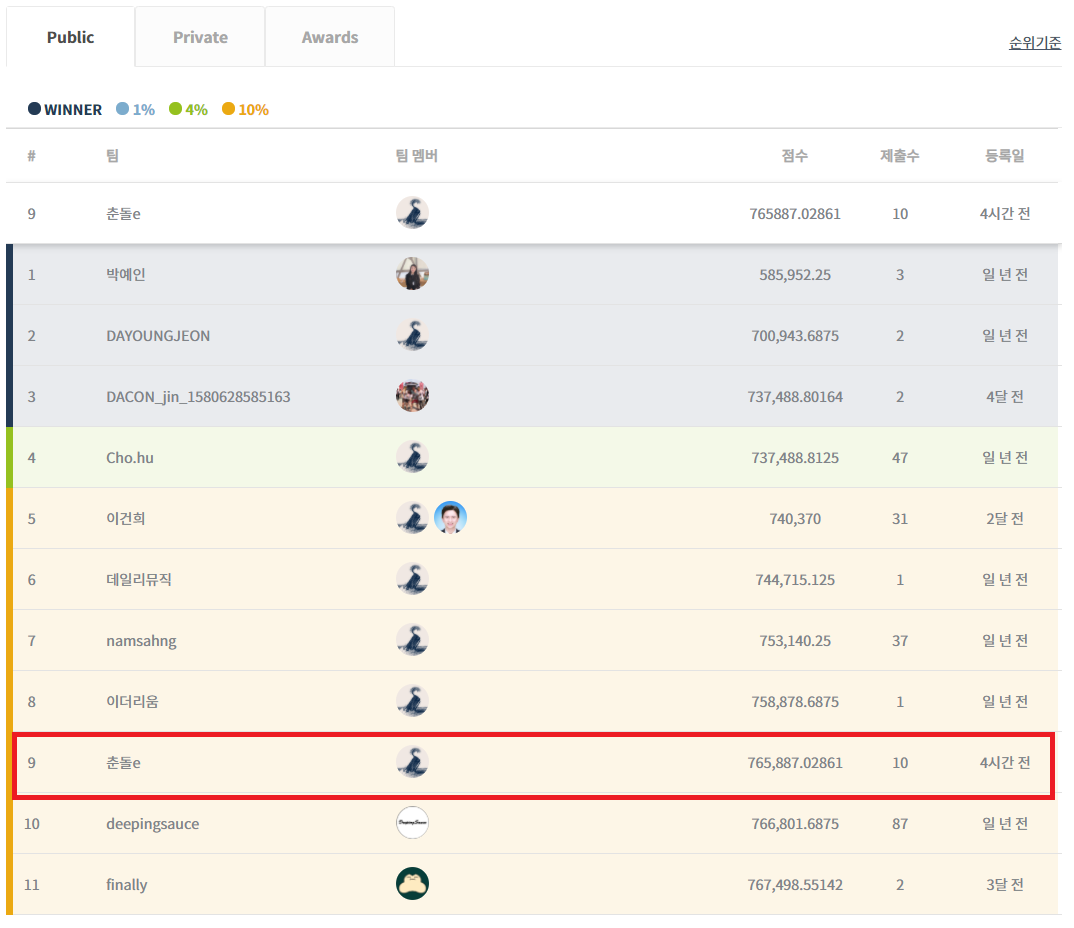 Public Private Awards
순위기준
WINNER 1% 4% 10%
# 팀 팀 멤버 점수 제출수 등록일
9 춘돌e 765887.02861 10 4시간 전
1 박예인 585,952.25 3 일 년 전
2 DAYOUNGJEON 700,943.6875 2 일 년 전
3 DACON_jin_1580628585163 737,488.80164 2 4달 전
4 Cho.hu 737,488.8125 47 일 년 전
5 이건희 740,370 31 2달 전
6 데일리뮤직 744,715.125 1 일 년 전
7 namsahng 753,140.25 37 일 년 전
8 이더리움 758,878.6875 1 일 년 전
9 춘돌e 765,887.02861 10 4시간 전
10 deepingsauce DeepingSauce 766,801.6875 87 일 년 전
11 finally 767,498.55142 2 3달 전